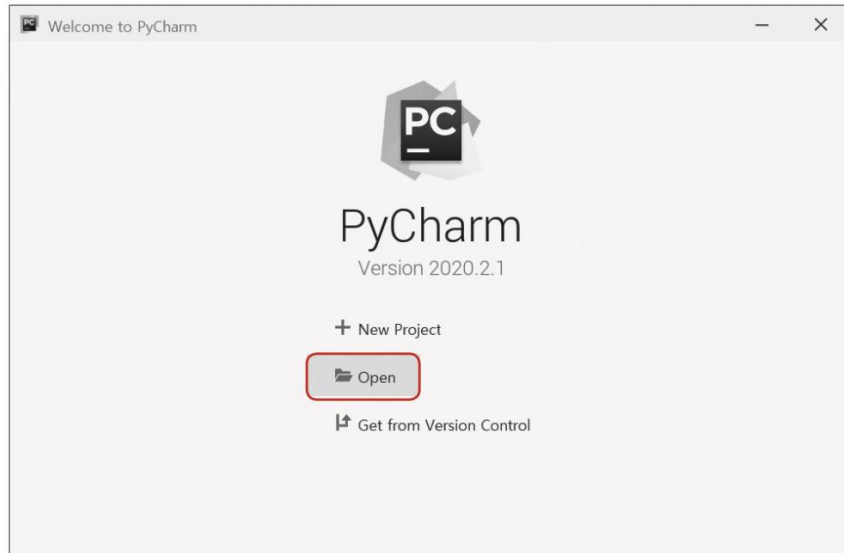 Welcome to PyCharm
PC
PyCharm
Version 2020.2.1
New Project
Open
Get from Version Control